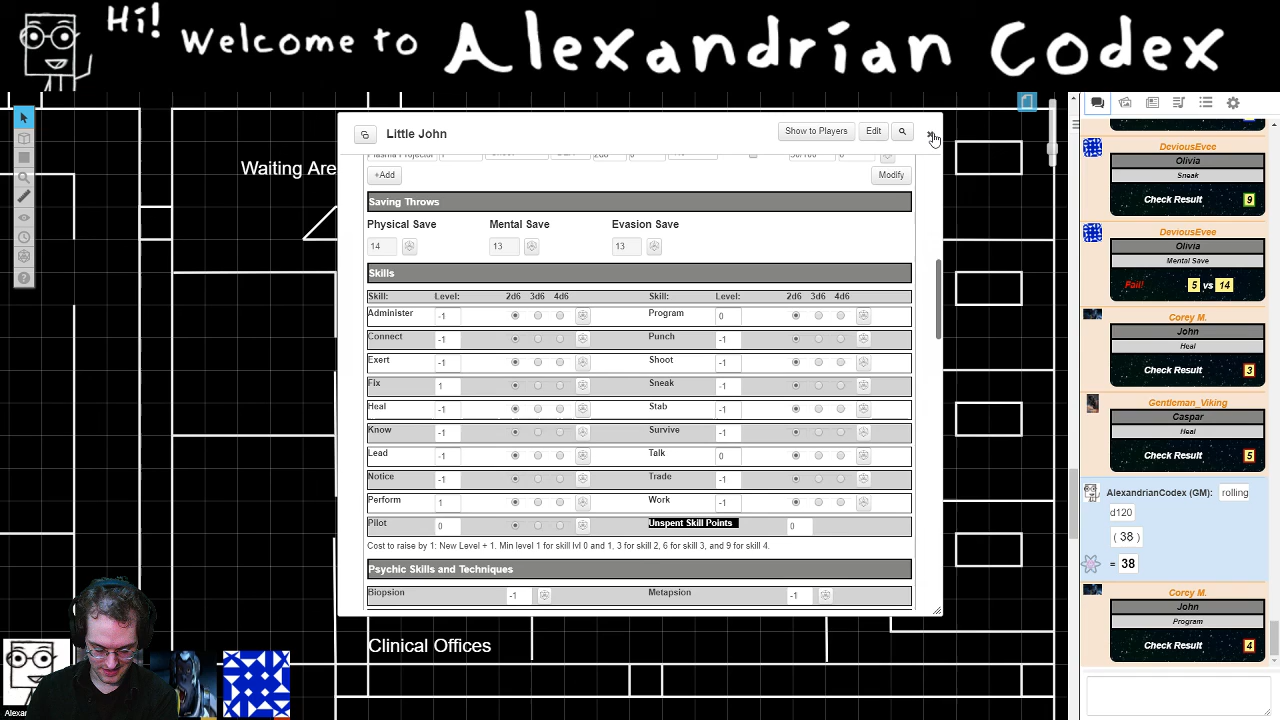 Hi! Welcome to Alexandrian Codex
Waiting Are
Little John
Show to Players
Edit
Plasma Projector
+Add
Modify
Saving Throws
Physical Save Mental Save Evasion Save
14 13 13
Skills
Skill: Level: 2d6 3d6 4d6 Skill: Level: 2d6 3d6 4d6
Administer -1 Program 0
Connect -1 Punch -1
Exert -1 Shoot -1
Fix 1 Sneak -1
Heal -1 Stab -1
Know -1 Survive -1
Lead -1 Talk 0
Notice -1 Trade -1
Perform 1 Work -1
Pilot 0 Unspent Skill Points 0
Cost to raise by 1: New Level + 1. Min level 1 for skill lvl 0 and 1, 3 for skill 2, 6 for skill 3, and 9 for skill 4.
Psychic Skills and Techniques
Biopsion -1 Metapsion -1
Clinical Offices
Alexar
DeviousEvee
Olivia
Sneak
Check Result 9
DeviousEvee
Olivia
Mental Save
Fail! 5 vs 14
Corey M.
John
Heal
Check Result 3
Gentleman_Viking
Caspar
Heal
Check Result 5
AlexandrianCodex (GM): rolling
d120
( 38 )
= 38
Corey M.
John
Program
Check Result 4